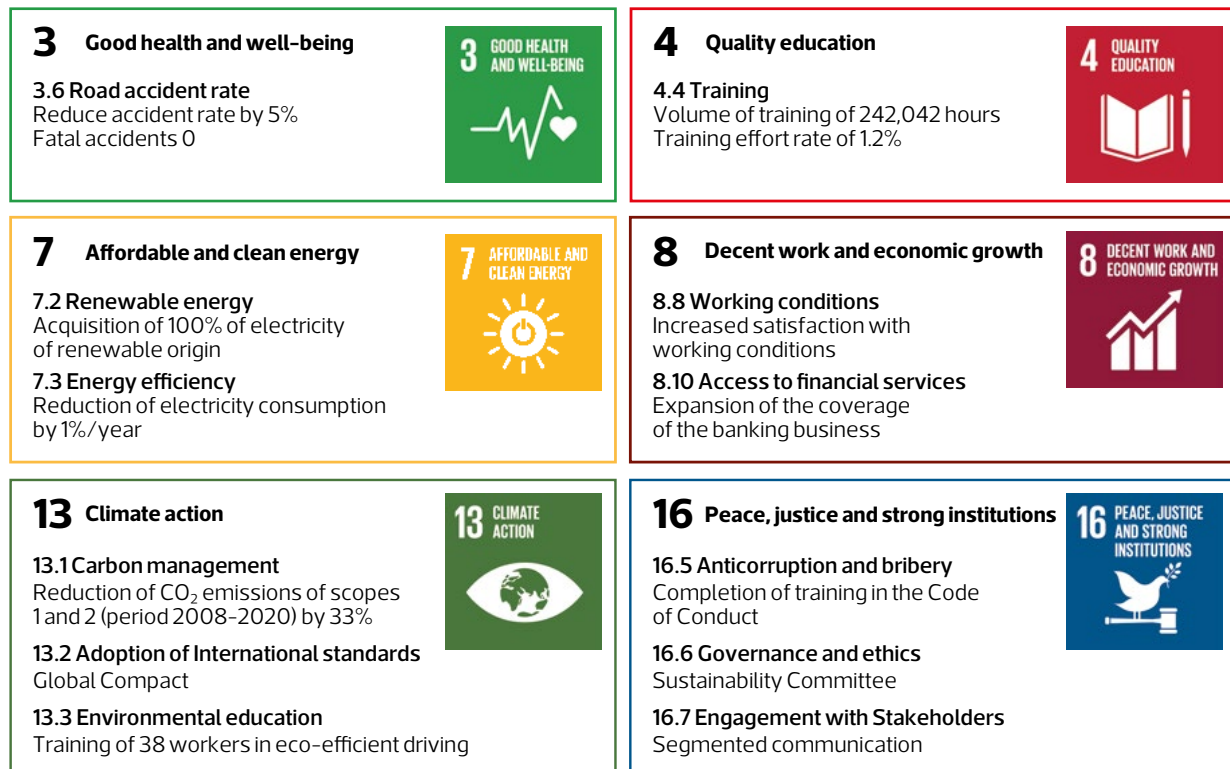 3 Good health and well-being
3.6 Road accident rate
Reduce accident rate by 5%
Fatal accidents 0
3 GOOD HEALTH
AND WELL-BEING
4 Quality education
4.4 Training
Volume of training of 242,042 hours
Training effort rate of 1.2%
4 QUALITY
EDUCATION
7 Affordable and clean energy
7.2 Renewable energy
Acquisition of 100% of electricity
of renewable origin
7.3 Energy efficiency
Reduction of electricity consumption
by 1%/year
7 AFFORDABLE AND
CLEAN ENERGY
8 Decent work and economic growth
8.8 Working conditions
Increased satisfaction with
working conditions
8.10 Access to financial services
Expansion of the coverage
of the banking business
8 DECENT WORK AND
ECONOMIC GROWTH
13 Climate action
13.1 Carbon management
Reduction of CO₂ emissions of scopes
1 and 2 (period 2008-2020) by 33%
13.2 Adoption of International standards
Global Compact
13.3 Environmental education
Training of 38 workers in eco-efficient driving
13 CLIMATE
ACTION
16 Peace, justice and strong institutions
16.5 Anticorruption and bribery
Completion of training in the Code
of Conduct
16.6 Governance and ethics
Sustainability Committee
16.7 Engagement with Stakeholders
Segmented communication
16 PEACE, JUSTICE
AND STRONG
INSTITUTIONS